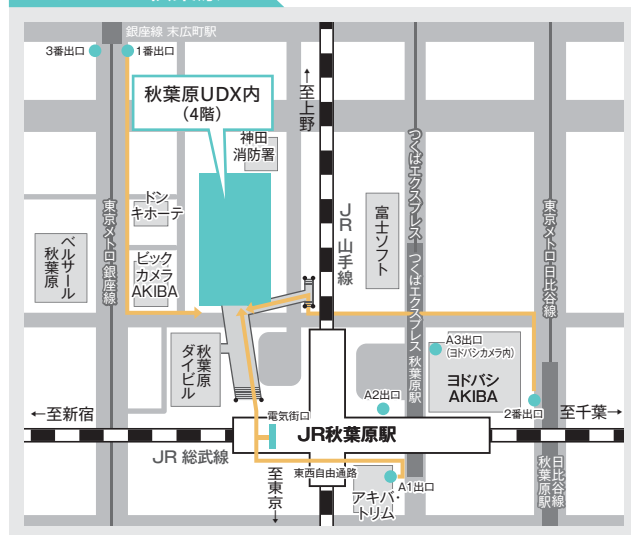 銀座線 末広町駅
3番出口
1番出口
秋葉原UDX内
(4階)
←至上野
神田
消防署
ドン
キホーテ
東京メトロ・銀座線
ベルサール
秋葉原
ビック
カメラ
AKIBA
JR 山手線
富士ソフト
つくばエクスプレス
つくばエクスプレス 秋葉原駅
東京メトロ・日比谷線
秋葉原
ダイビル
A3出口
(ヨドバシカメラ内)
ヨドバシ
AKIBA
A2出口
2番出口
←至新宿
至千葉→
電気街口
JR秋葉原駅
JR 総武線
東西自由通路
至東京→
A1出口
アキバ・
トリム
日比谷線
秋葉原駅